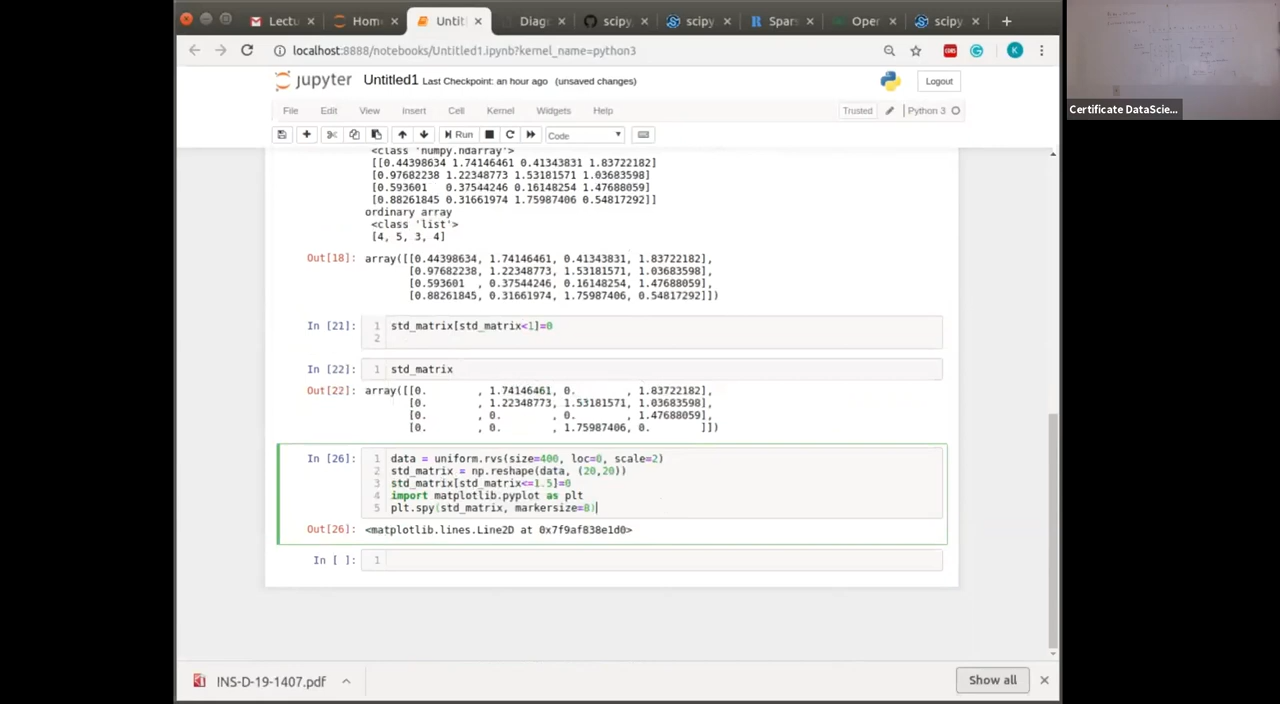 Lectu
Home
Untitl
Diagr
scipy,
scipy
Spars
Oper
scipy
localhost:8888/notebooks/Untitled1.ipynb?kernel_name=python3
CORS
K
Certificate DataScie...
jupyter Untitled1 Last Checkpoint: an hour ago (unsaved changes)
Logout
File Edit View Insert Cell Kernel Widgets Help
Trusted Python 3
Run
Code
<class 'numpy.ndarray'>
[[0.44398634 1.74146461 0.41343831 1.83722182]
[0.97682238 1.22348773 1.53181571 1.03683598]
[0.593601 0.37544246 0.16148254 1.47688059]
[0.88261845 0.31661974 1.75987406 0.54817292]]
ordinary array
<class 'list'>
[4, 5, 3, 4]
Out[18]: array([[0.44398634, 1.74146461, 0.41343831, 1.83722182],
[0.97682238, 1.22348773, 1.53181571, 1.03683598],
[0.593601 , 0.37544246, 0.16148254, 1.47688059],
[0.88261845, 0.31661974, 1.75987406, 0.54817292]])
In [21]: 1 std_matrix[std_matrix<1]=0
2
In [22]: 1 std_matrix
Out[22]: array([[0. , 1.74146461, 0. , 1.83722182],
[0. , 1.22348773, 1.53181571, 1.03683598],
[0. , 0. , 0. , 1.47688059],
[0. , 0. , 1.75987406, 0. ]])
In [26]: 1 data = uniform.rvs(size=400, loc=0, scale=2)
2 std_matrix = np.reshape(data, (20,20))
3 std_matrix[std_matrix<=1.5]=0
4 import matplotlib.pyplot as plt
5 plt.spy(std_matrix, markersize=8)
Out[26]: <matplotlib.lines.Line2D at 0x7f9af838e1d0>
In [ ]: 1
INS-D-19-1407.pdf
Show all